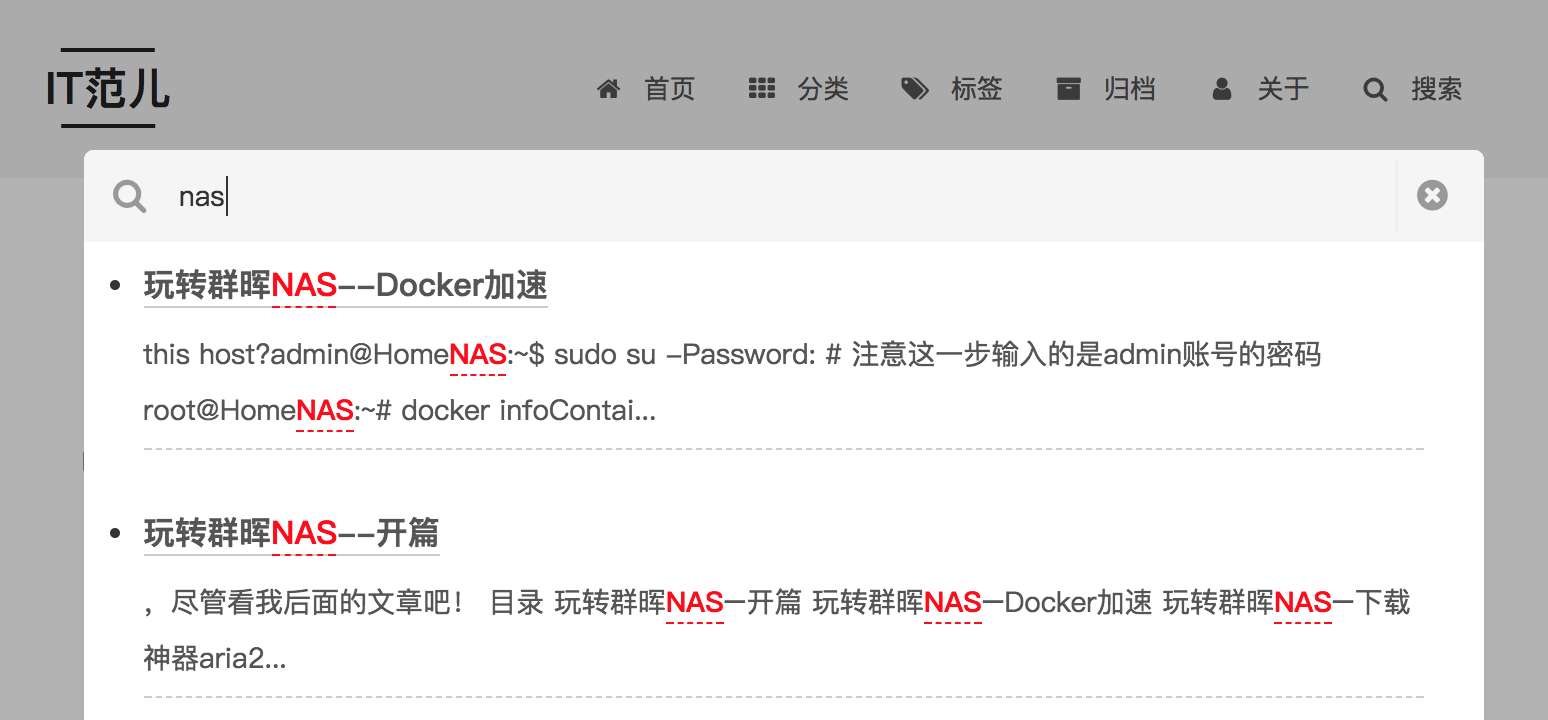 IT范儿
首页 分类 标签 归档 关于 搜索
nas
玩转群晖NAS--Docker加速
this host?admin@HomeNAS:~$ sudo su -Password: # 注意这一步输入的是admin账号的密码
root@HomeNAS:~# docker infoContai...
玩转群晖NAS--开篇
，尽管看我后面的文章吧！ 目录 玩转群晖NAS—开篇 玩转群晖NAS—Docker加速 玩转群晖NAS—下载
神器aria2...